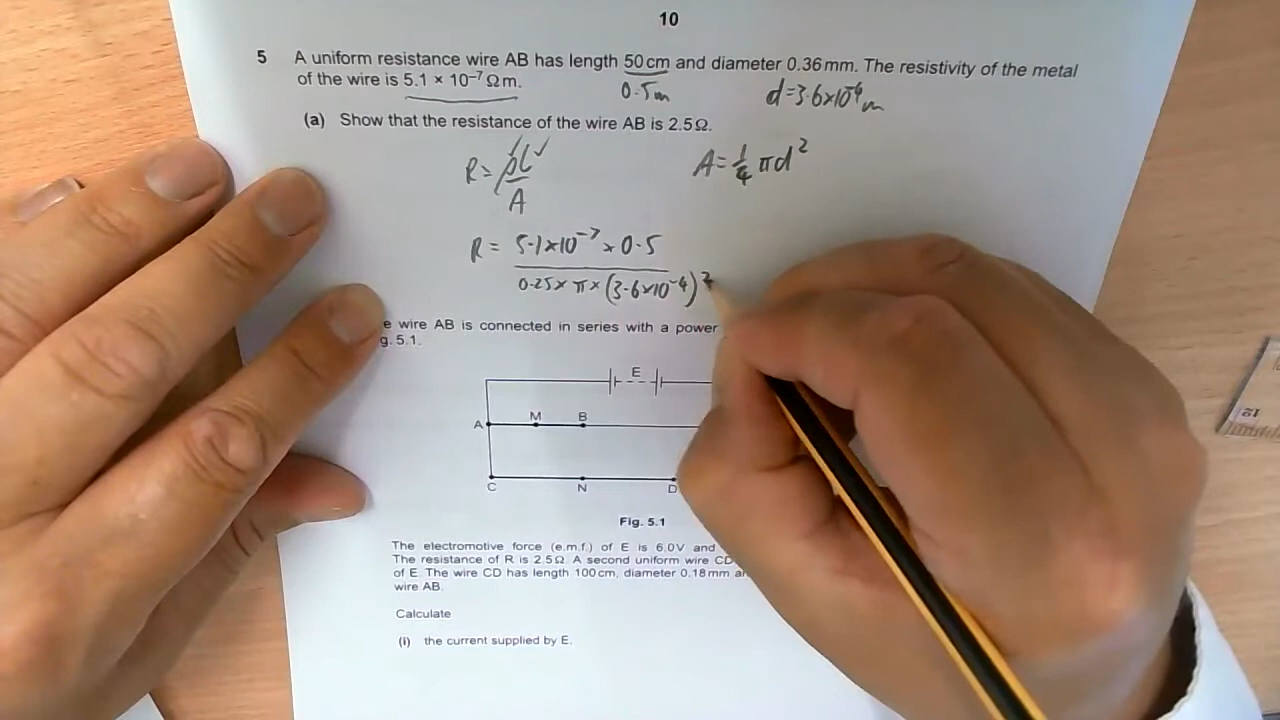 10
5 A uniform resistance wire AB has length 50 cm and diameter 0.36 mm. The resistivity of the metal
of the wire is 5.1 × 10⁻⁷ Ω m.
0.5m d=3.6×10⁻⁴m
(a) Show that the resistance of the wire AB is 2.5 Ω.
R = ρL / A A = 1/4 πd²
R = 5.1×10⁻⁷ × 0.5
0.25 × π × (3.6×10⁻⁴)²
e wire AB is connected in series with a power
g. 5.1.
E
A M B
C N D
Fig. 5.1
The electromotive force (e.m.f.) of E is 6.0 V and
The resistance of R is 2.5 Ω. A second uniform wire CD
of E. The wire CD has length 100 cm, diameter 0.18 mm
wire AB.
Calculate
(i) the current supplied by E,